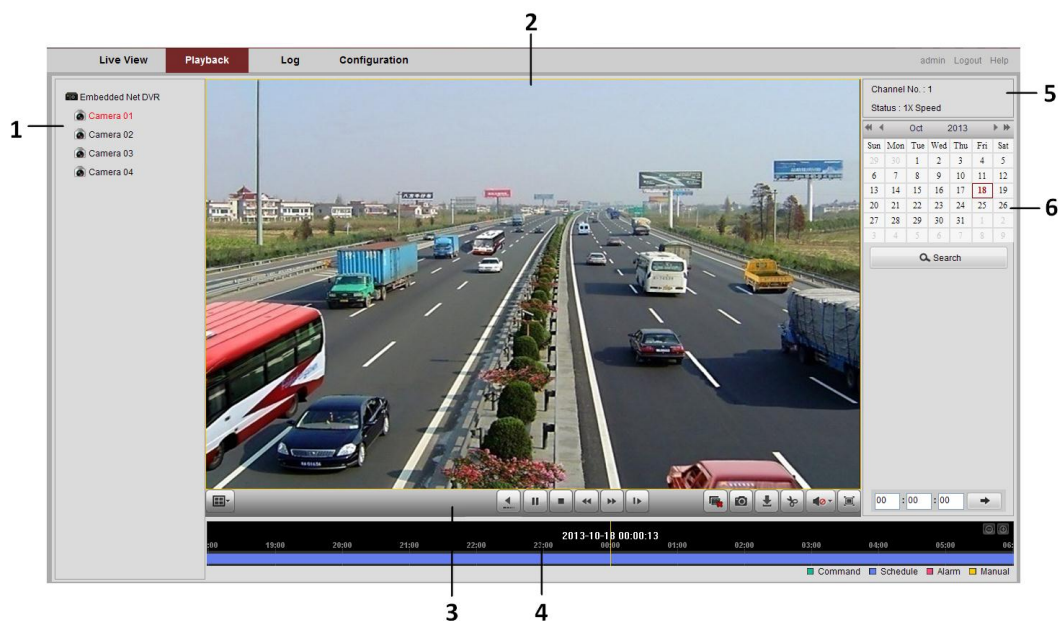 2
Live View Playback Log Configuration admin Logout Help
1
Embedded Net DVR
Camera 01
Camera 02
Camera 03
Camera 04
Channel No. : 1
Status : 1X Speed
5
Oct 2013
Sun Mon Tue Wed Thu Fri Sat
29 30 1 2 3 4 5
6 7 8 9 10 11 12
13 14 15 16 17 18 19
20 21 22 23 24 25 26
27 28 29 30 31 1 2
3 4 5 6 7 8 9
6
Search
00 : 00 : 00
2013-10-18 00:00:13
:00 19:00 20:00 21:00 22:00 23:00 00:00 01:00 02:00 03:00 04:00 05:00 06:
Command Schedule Alarm Manual
3 4